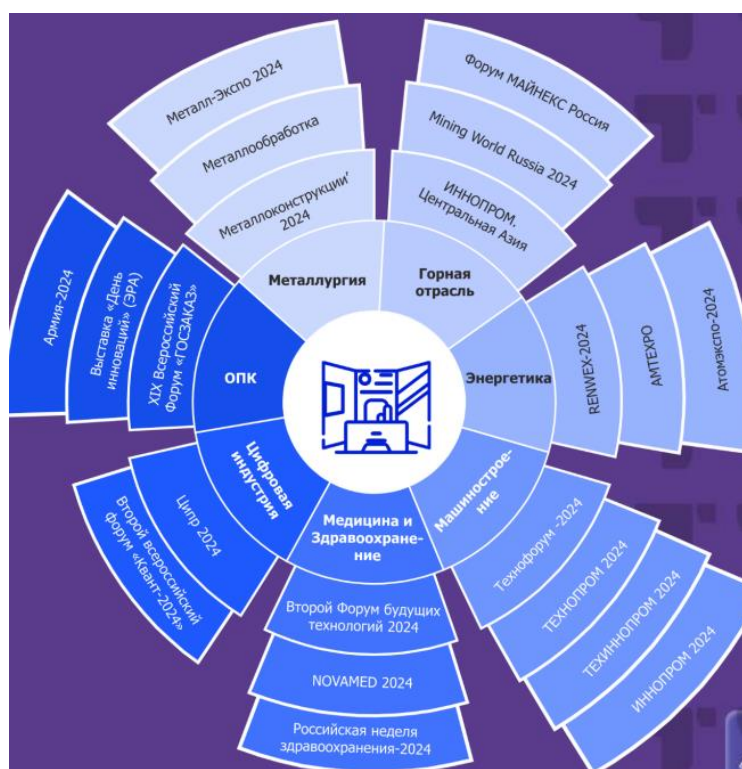 Металл-Экспо 2024
Металлообработка
Металлоконструкции'
2024
Металлургия
Форум МАЙНЕКС Россия
Mining World Russia 2024
ИННОПРОМ.
Центральная Азия
Горная
отрасль
Энергетика
RENWEX-2024
AMTEXPO
Атомэкспо-2024
Машинострое-
ние
Технофорум -2024
ТЕХНОПРОМ 2024
ТЕХИННОПРОМ 2024
ИННОПРОМ 2024
Медицина и
Здравоохране-
ние
Второй Форум будущих
технологий 2024
NOVAMED 2024
Российская неделя
здравоохранения-2024
Цифровая
индустрия
Ципр 2024
Второй всероссийский
форум «Квант-2024»
ОПК
XIX Всероссийский
Форум «ГОСЗАКАЗ»
Выставка «День
инноваций» (ЭРА)
Армия-2024